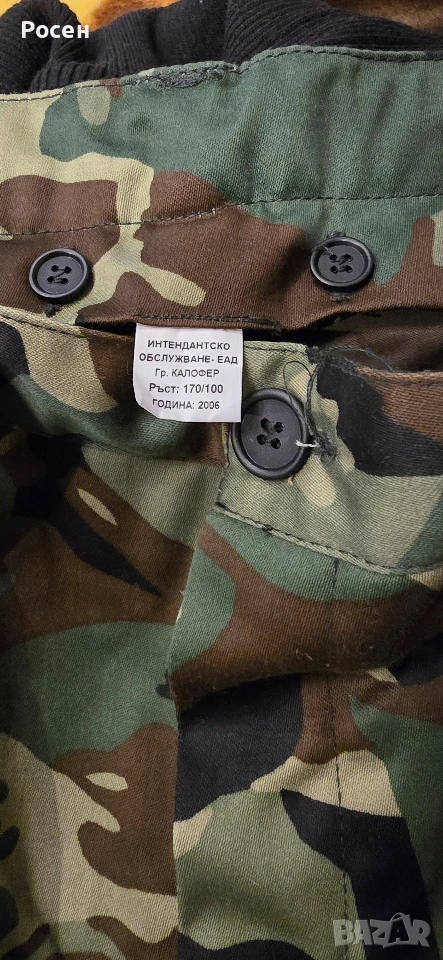 Росен
ИНТЕНДАНТСКО
ОБСЛУЖВАНЕ- ЕАД
Гр. КАЛОФЕР
Ръст: 170/100
ГОДИНА: 2006
BAZAR